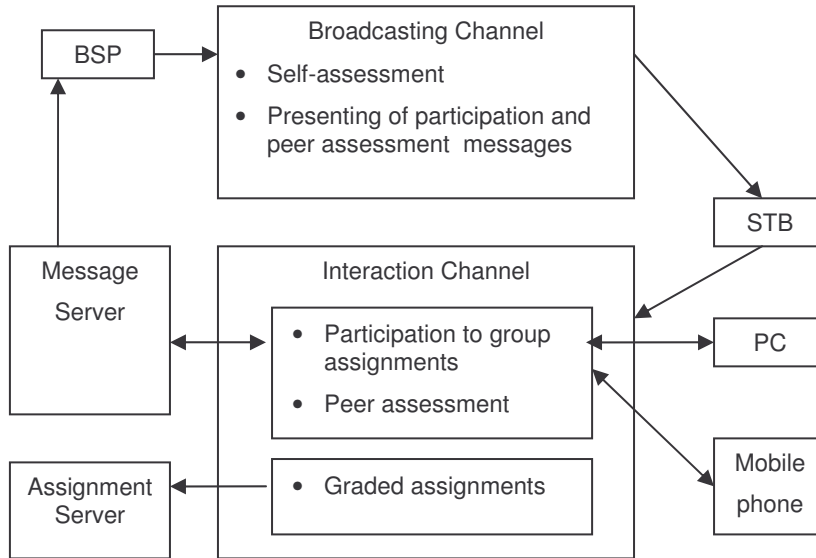 BSP
Broadcasting Channel
• Self-assessment
• Presenting of participation and
peer assessment messages
STB
Message
Server
Interaction Channel
• Participation to group
assignments
• Peer assessment
PC
Assignment
Server
• Graded assignments
Mobile
phone